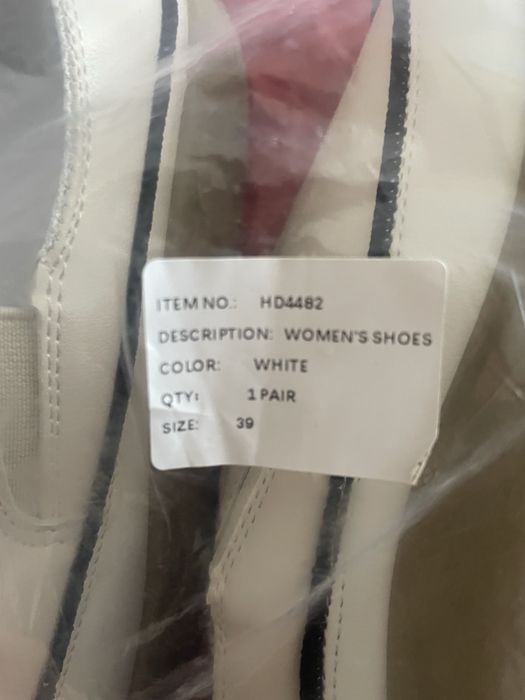 ITEM NO.: HD4482
DESCRIPTION: WOMEN'S SHOES
COLOR: WHITE
QTY: 1 PAIR
SIZE: 39